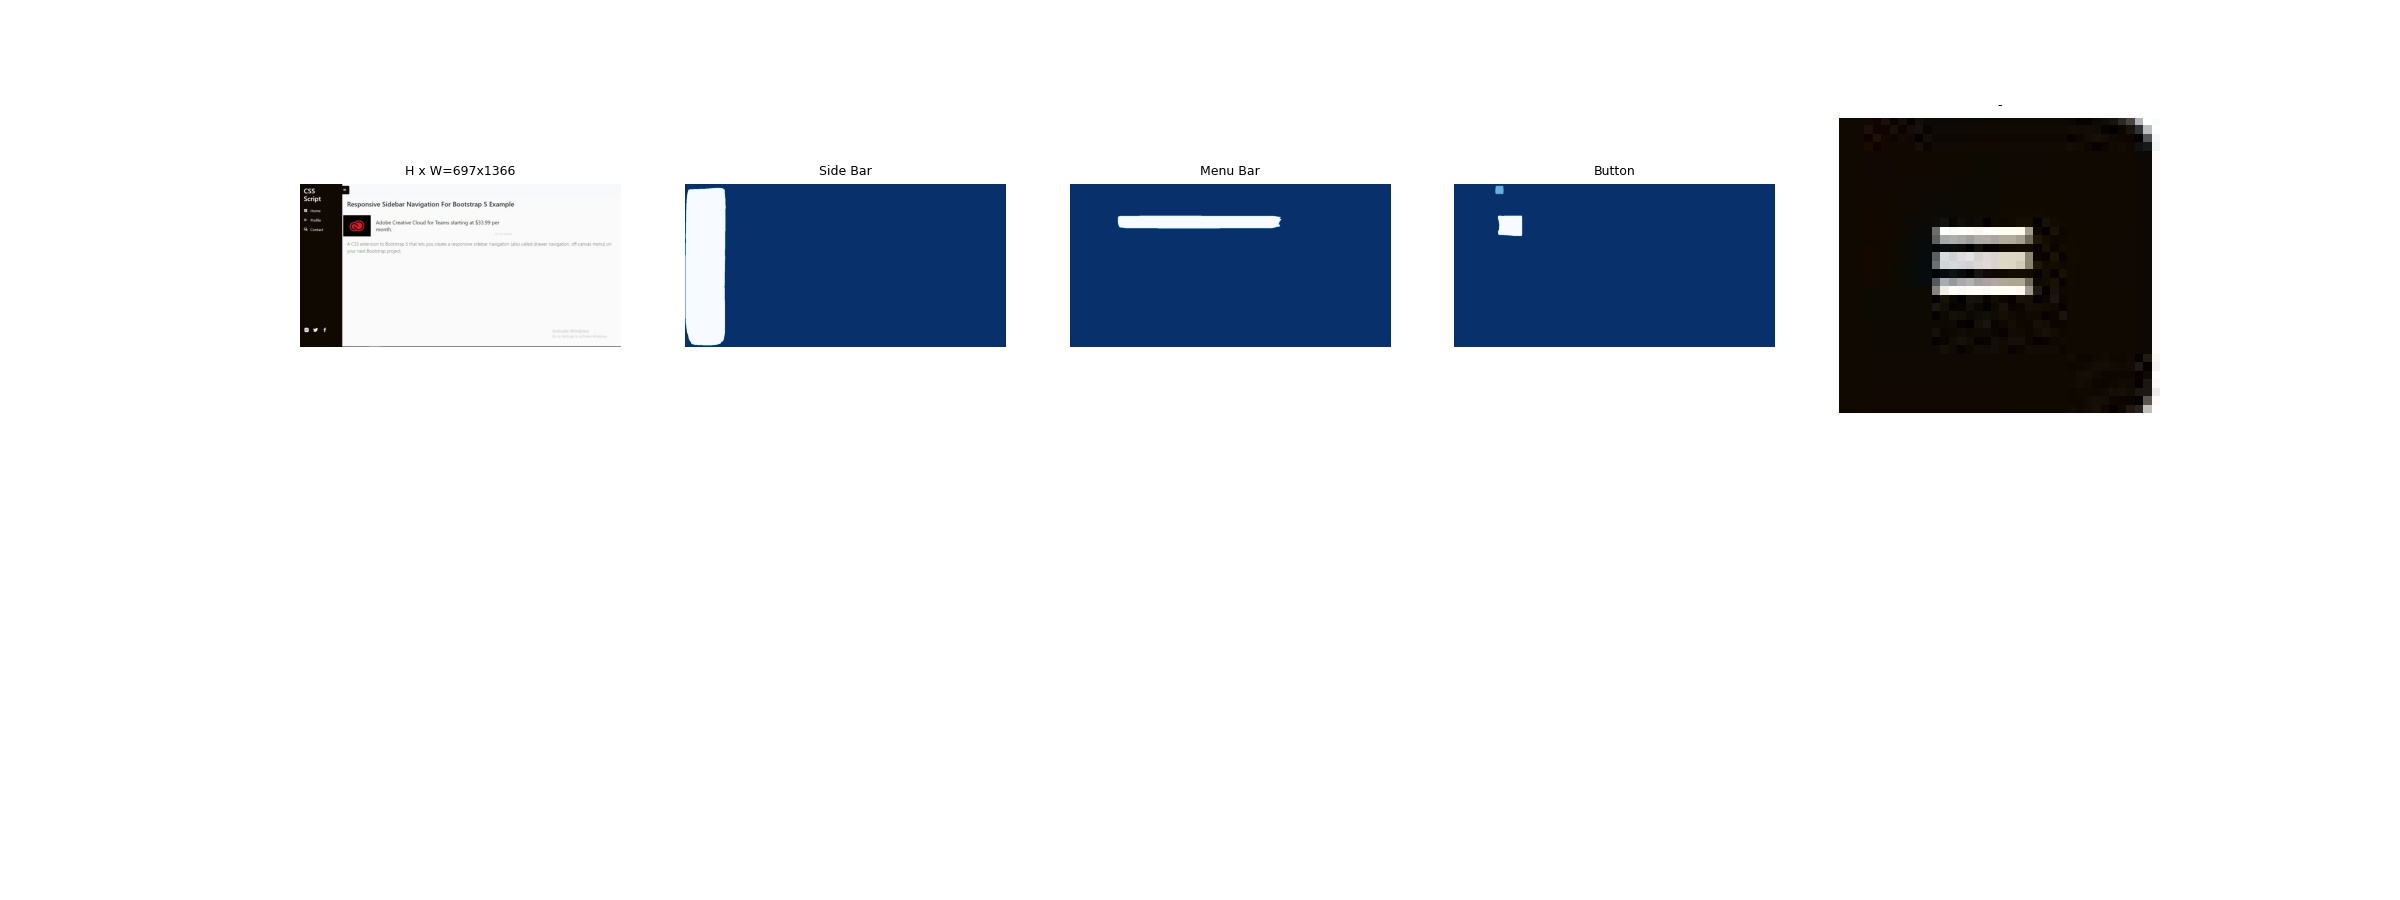 -
H x W=697x1366
Side Bar
Menu Bar
Button
CSS
Script
Home
Profile
Contact
Responsive Sidebar Navigation For Bootstrap 5 Example
Adobe Creative Cloud for Teams starting at $33.99 per
month.
A CSS extension to Bootstrap 5 that lets you create a responsive sidebar navigation (also called drawer navigation, off-canvas menu) on
your next Bootstrap project.
Activate Windows
Go to Settings to activate Windows.